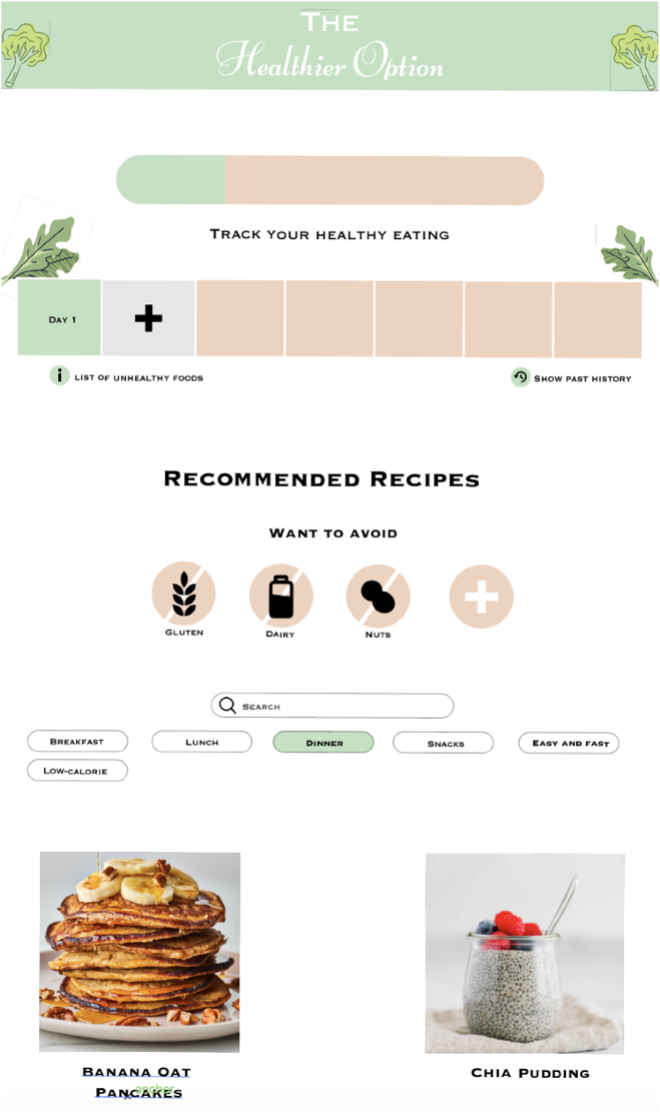 THE
Healthier Option
TRACK YOUR HEALTHY EATING
DAY 1
LIST OF UNHEALTHY FOODS
SHOW PAST HISTORY
RECOMMENDED RECIPES
WANT TO AVOID
GLUTEN
DAIRY
NUTS
SEARCH
BREAKFAST
LUNCH
DINNER
SNACKS
EASY AND FAST
LOW-CALORIE
BANANA OAT
PANCAKES
anchor
CHIA PUDDING